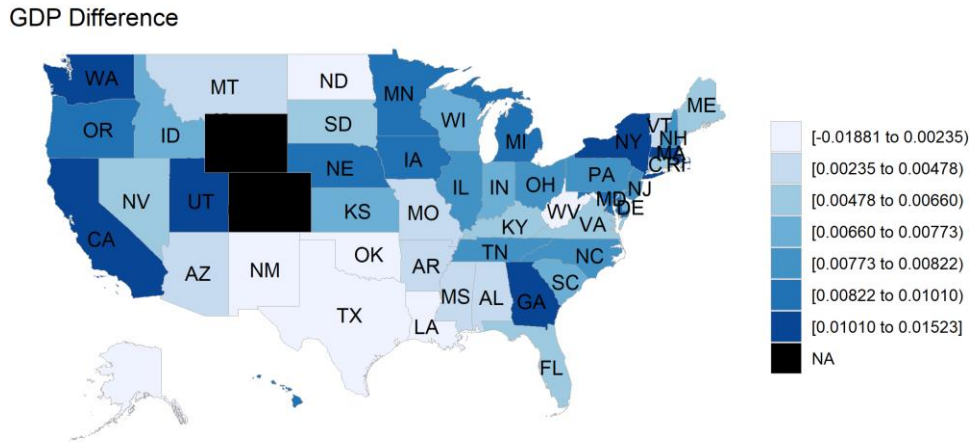 GDP Difference
WA
MT
ND
MN
ME
OR
ID
SD
WI
MI
VT
NH
NY
MA
C
RI
NE
IA
PA
NJ
NV
UT
IL
IN
OH
MD
DE
CA
KS
MO
KY
WV
VA
AZ
NM
OK
AR
TN
NC
SC
TX
LA
MS
AL
GA
FL
[-0.01881 to 0.00235)
[0.00235 to 0.00478)
[0.00478 to 0.00660)
[0.00660 to 0.00773)
[0.00773 to 0.00822)
[0.00822 to 0.01010)
[0.01010 to 0.01523]
NA